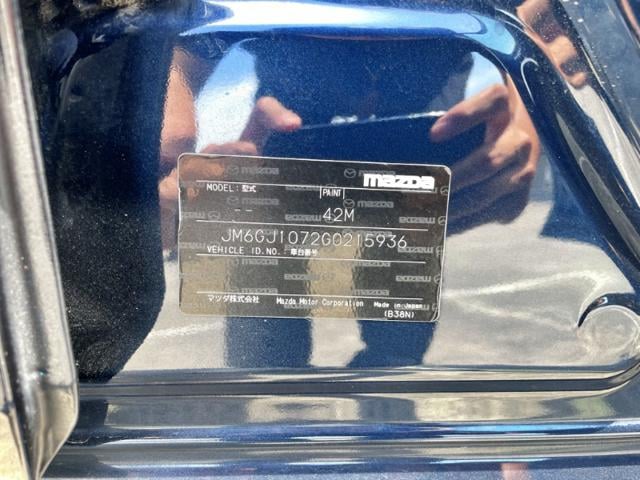 mazda
MODEL: 型式 PAINT
-- 42M
JM6GJ1072G0215936
VEHICLE ID.NO.: 車台番号
マツダ株式会社 Mazda Motor Corporation Made in Japan
(B38N)